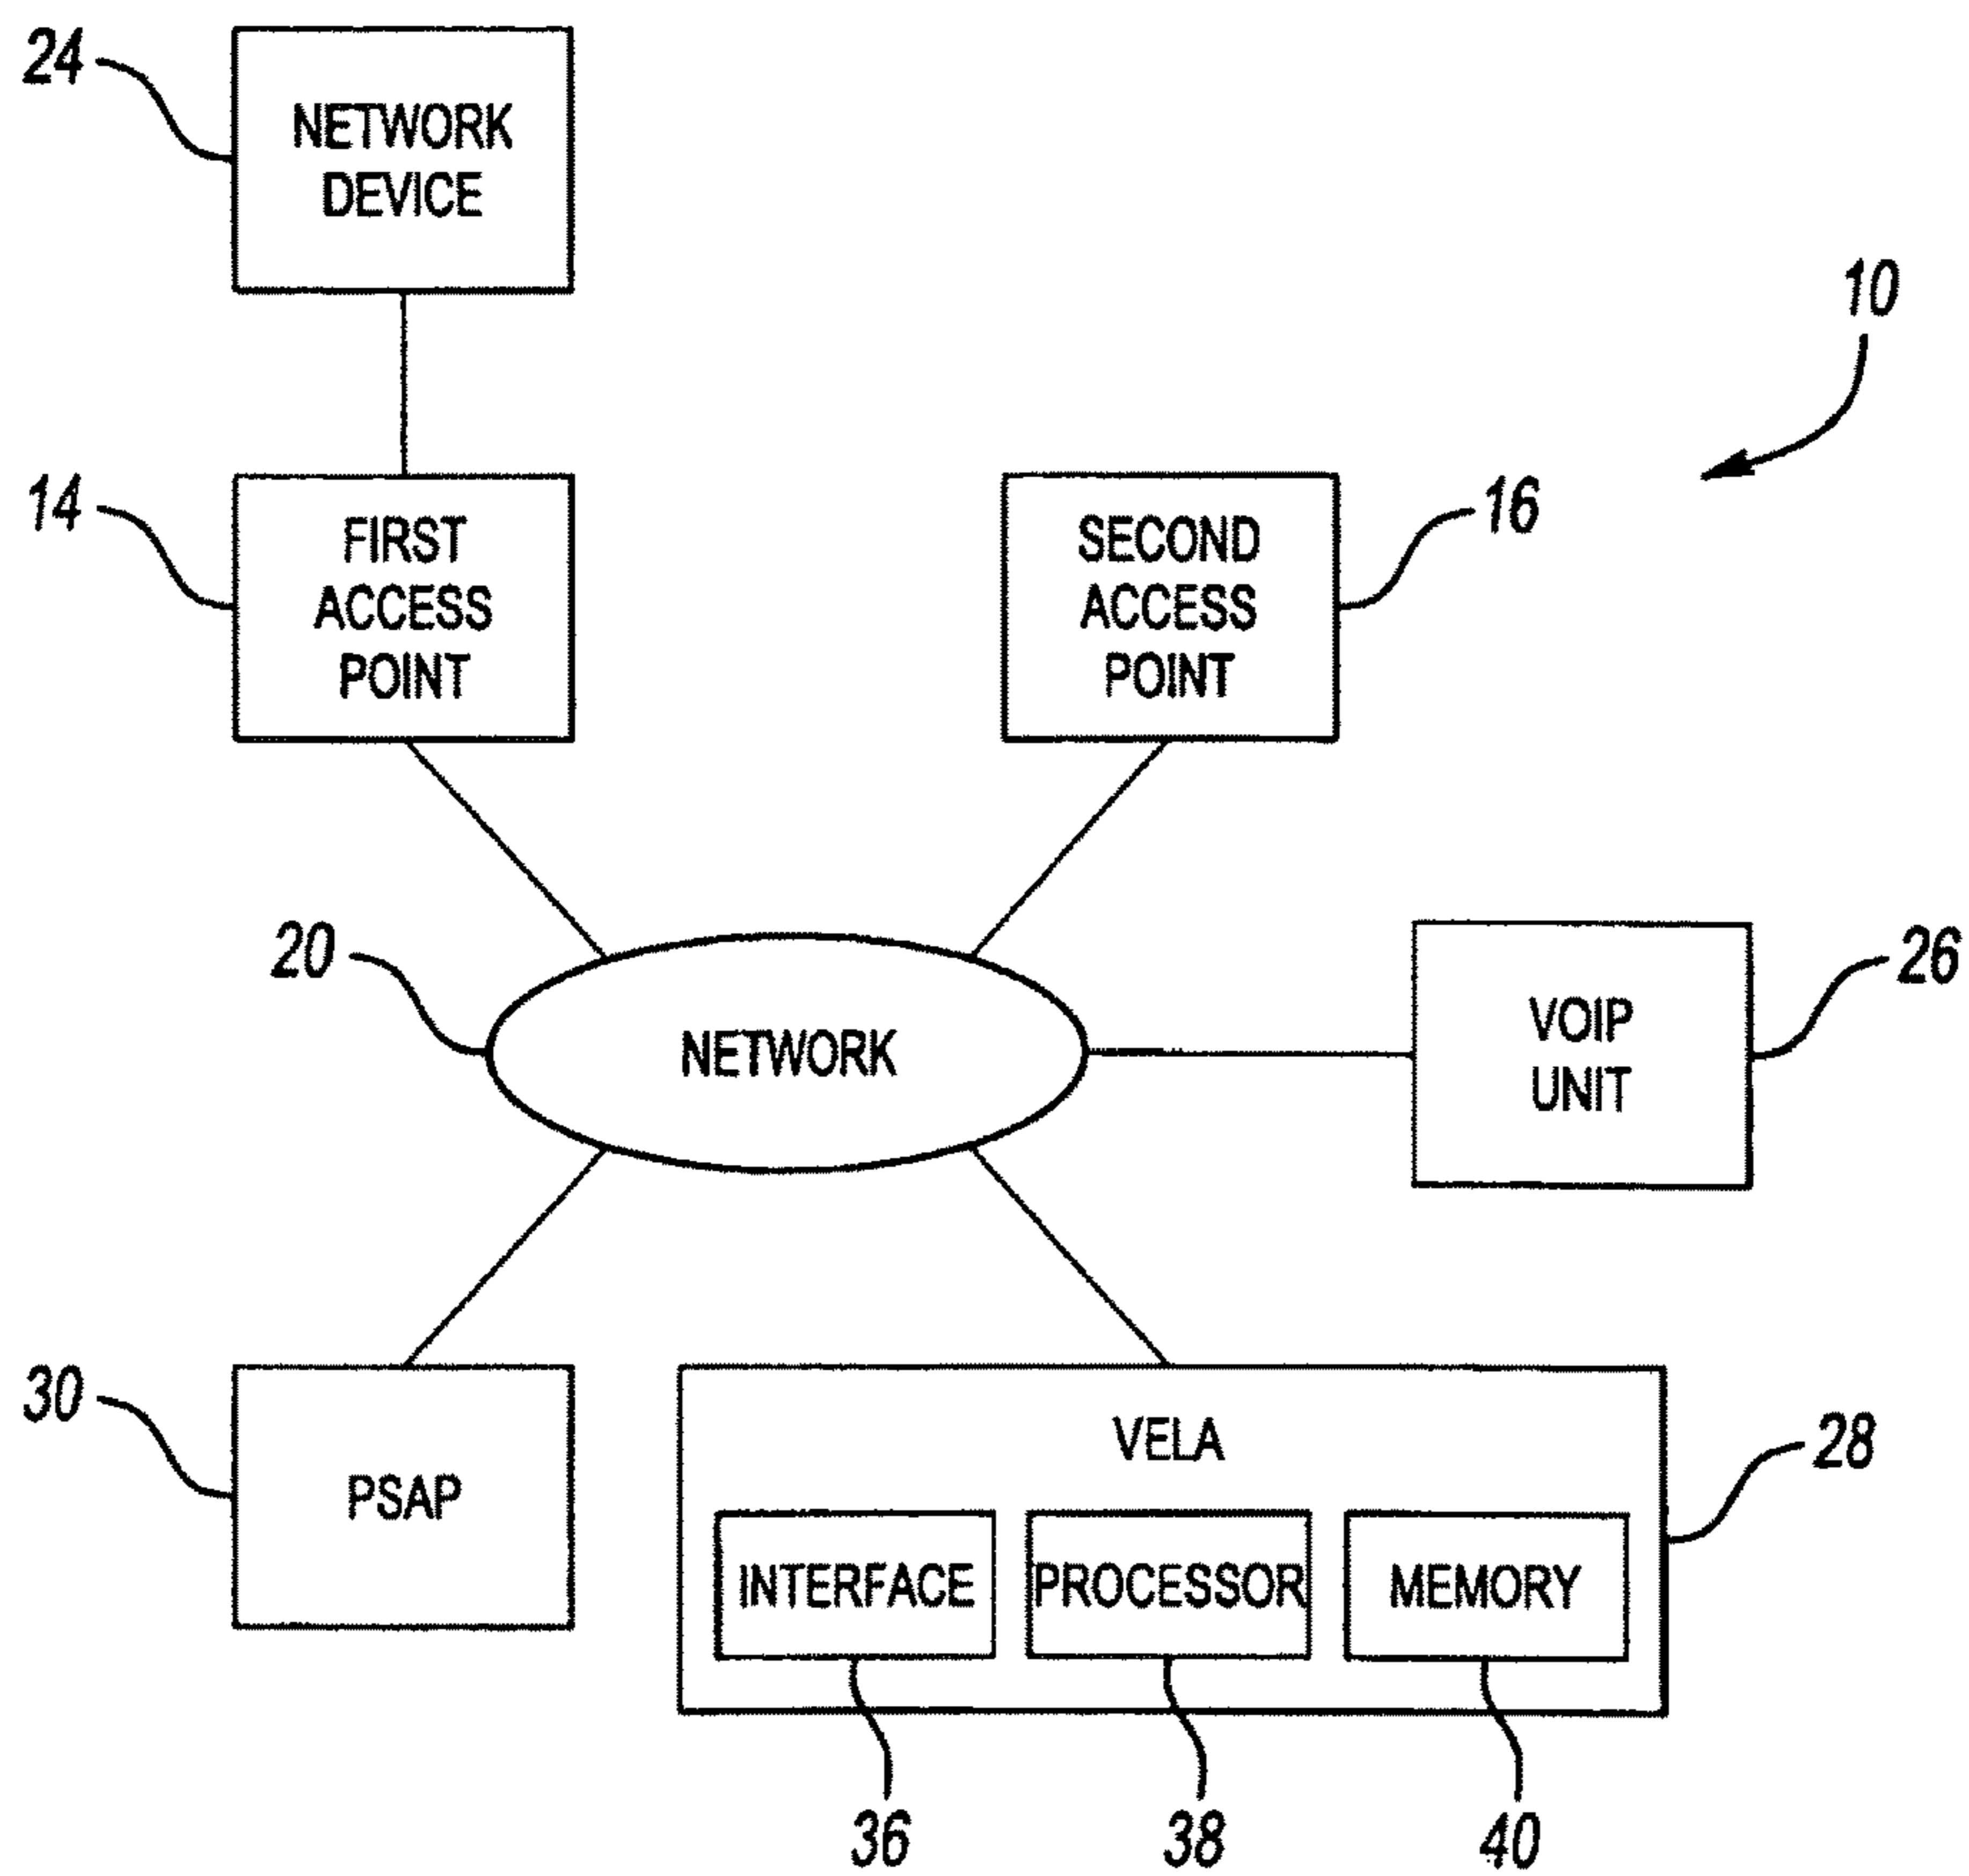 24
NETWORK
DEVICE
10
14
FIRST
ACCESS
POINT
SECOND
ACCESS
POINT
16
20
NETWORK
VOIP
UNIT
26
30
PSAP
VELA
28
INTERFACE
PROCESSOR
MEMORY
36
38
40